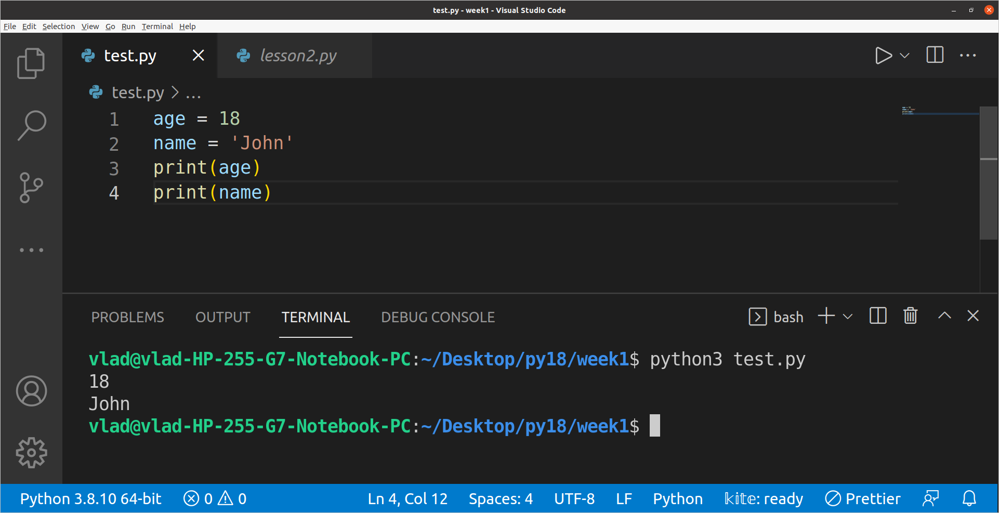 test.py - week1 - Visual Studio Code
File Edit Selection View Go Run Terminal Help
test.py lesson2.py
test.py > ...
1 age = 18
2 name = 'John'
3 print(age)
4 print(name)
PROBLEMS OUTPUT TERMINAL DEBUG CONSOLE bash
vlad@vlad-HP-255-G7-Notebook-PC:~/Desktop/py18/week1$ python3 test.py
18
John
vlad@vlad-HP-255-G7-Notebook-PC:~/Desktop/py18/week1$
Python 3.8.10 64-bit 0 0 Ln 4, Col 12 Spaces: 4 UTF-8 LF Python kite: ready Prettier